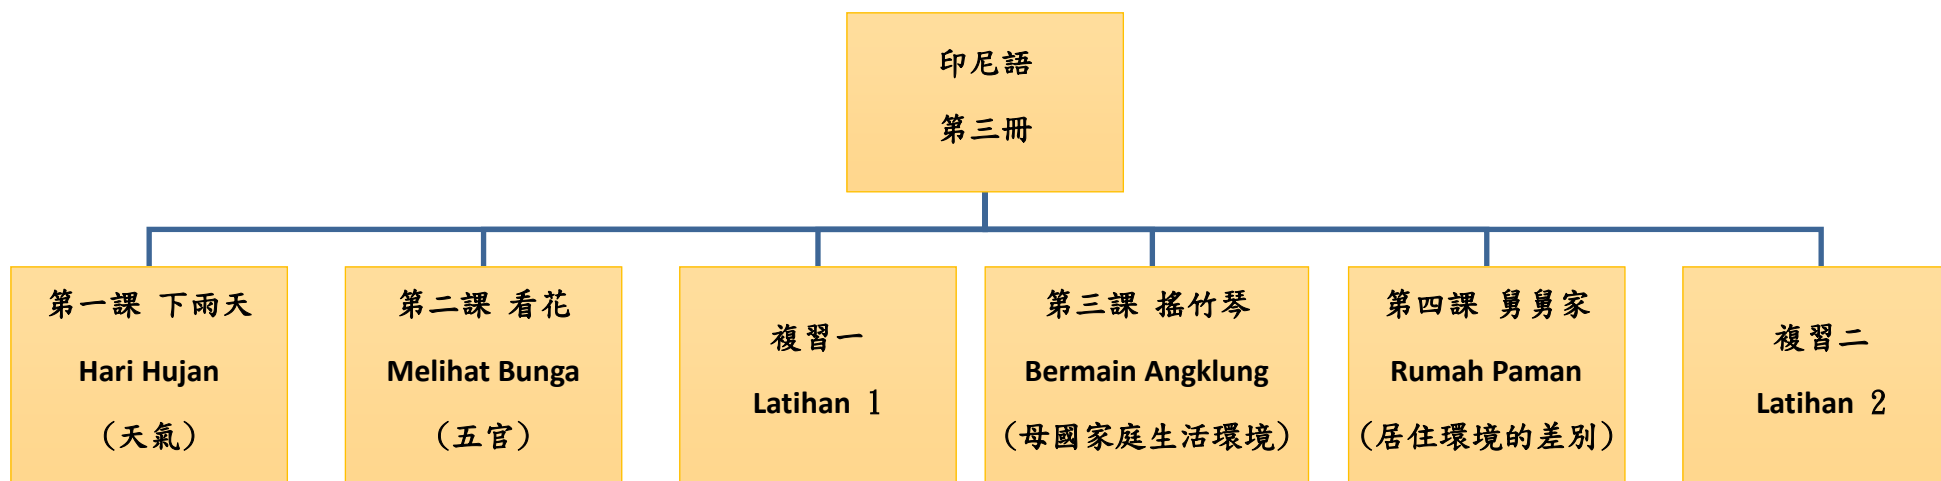 印尼語
第三冊
第一課 下雨天
Hari Hujan
(天氣)
第二課 看花
Melihat Bunga
(五官)
複習一
Latihan 1
第三課 搖竹琴
Bermain Angklung
(母國家庭生活環境)
第四課 舅舅家
Rumah Paman
(居住環境的差別)
複習二
Latihan 2